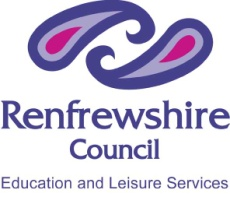 Renfrewshire
Council
Education and Leisure Services